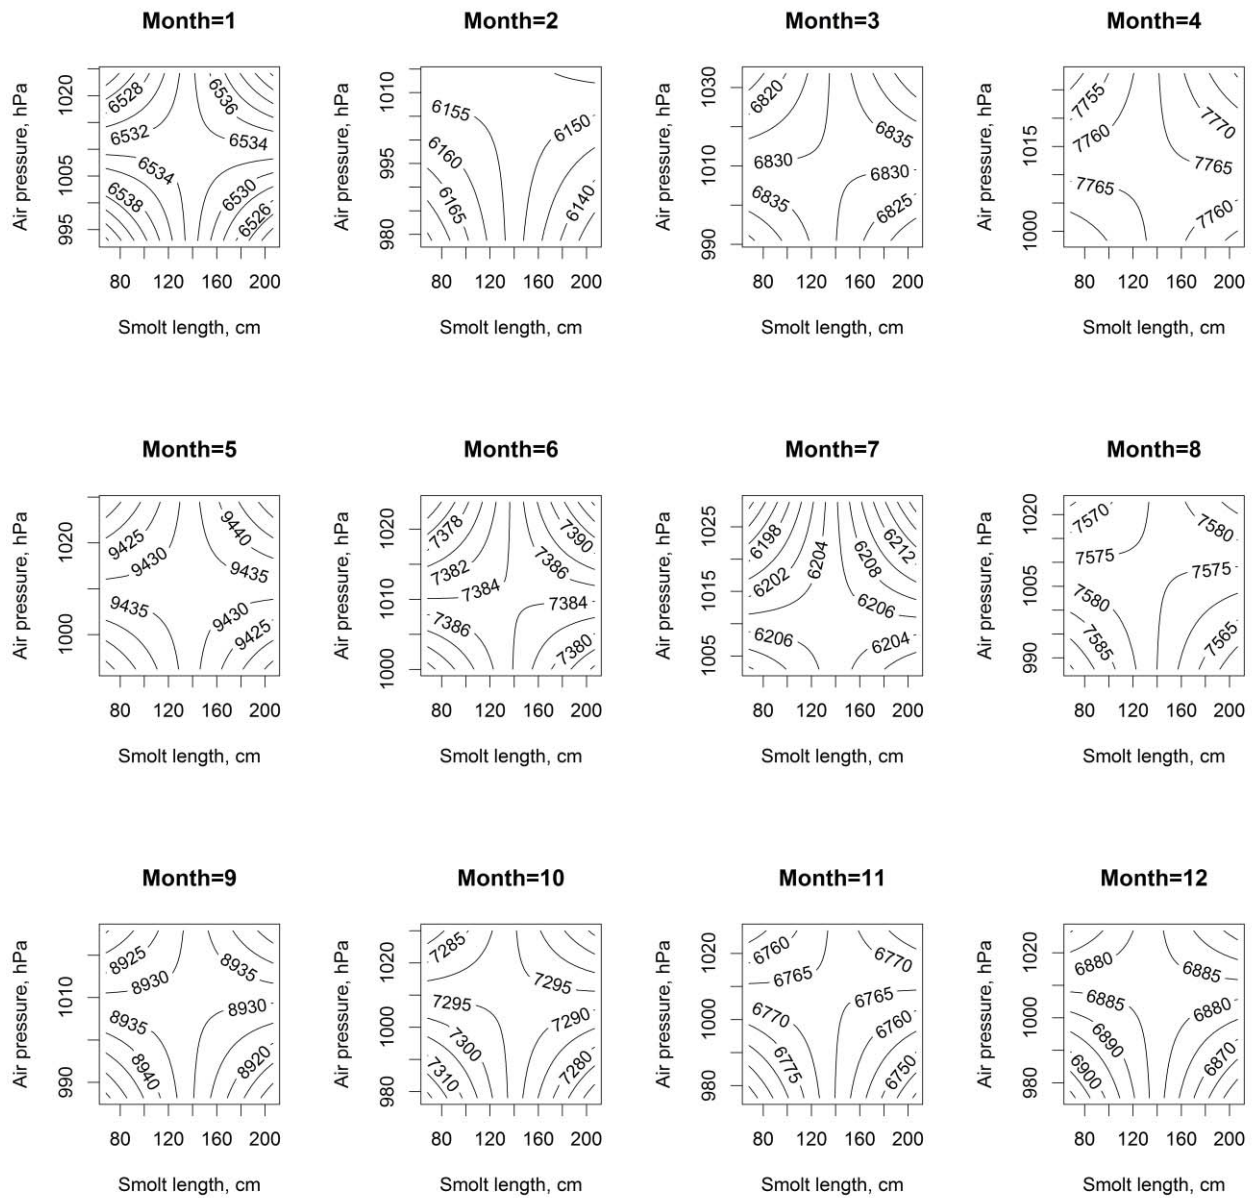 Month=1
Month=2
Month=3
Month=4
Air pressure, hPa
995 1005 1020
6528
6536
6532
6534
6534
6538
6530
6526
80 120 160 200
Smolt length, cm
Air pressure, hPa
980 995 1010
6155
6150
6160
6165
6140
80 120 160 200
Smolt length, cm
Air pressure, hPa
990 1010 1030
6820
6835
6830
6830
6835
6825
80 120 160 200
Smolt length, cm
Air pressure, hPa
1000 1015
7755
7770
7760
7765
7765
7760
80 120 160 200
Smolt length, cm
Month=5
Month=6
Month=7
Month=8
Air pressure, hPa
1000 1020
9440
9425
9430
9435
9435
9430
9425
80 120 160 200
Smolt length, cm
Air pressure, hPa
1000 1010 1020
7378
7390
7382
7386
7384
7384
7386
7380
80 120 160 200
Smolt length, cm
Air pressure, hPa
1005 1015 1025
6198
6212
6204
6208
6202
6206
6206
6204
80 120 160 200
Smolt length, cm
Air pressure, hPa
990 1005 1020
7570
7580
7575
7575
7580
7585
7565
80 120 160 200
Smolt length, cm
Month=9
Month=10
Month=11
Month=12
Air pressure, hPa
990 1010
8925
8935
8930
8930
8935
8940
8920
80 120 160 200
Smolt length, cm
Air pressure, hPa
980 1000 1020
7285
7295
7295
7290
7300
7310
7280
80 120 160 200
Smolt length, cm
Air pressure, hPa
980 1000 1020
6760
6770
6765
6765
6770
6760
6775
6750
80 120 160 200
Smolt length, cm
Air pressure, hPa
980 1000 1020
6880
6885
6885
6880
6890
6900
6870
80 120 160 200
Smolt length, cm